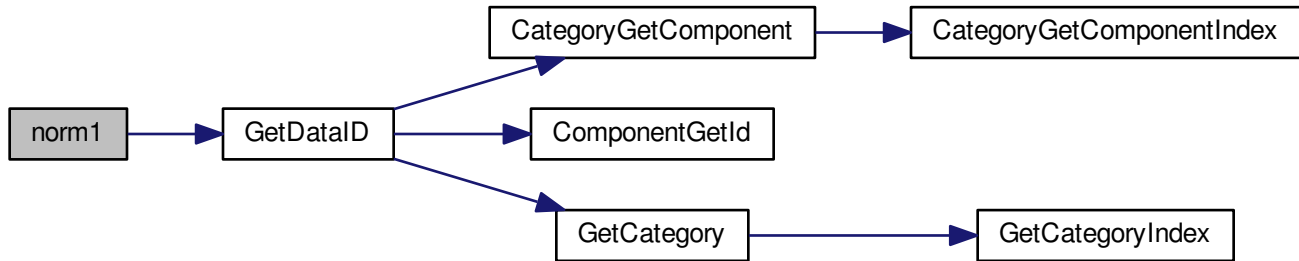 CategoryGetComponent
CategoryGetComponentIndex
norm1
GetDataID
ComponentGetId
GetCategory
GetCategoryIndex